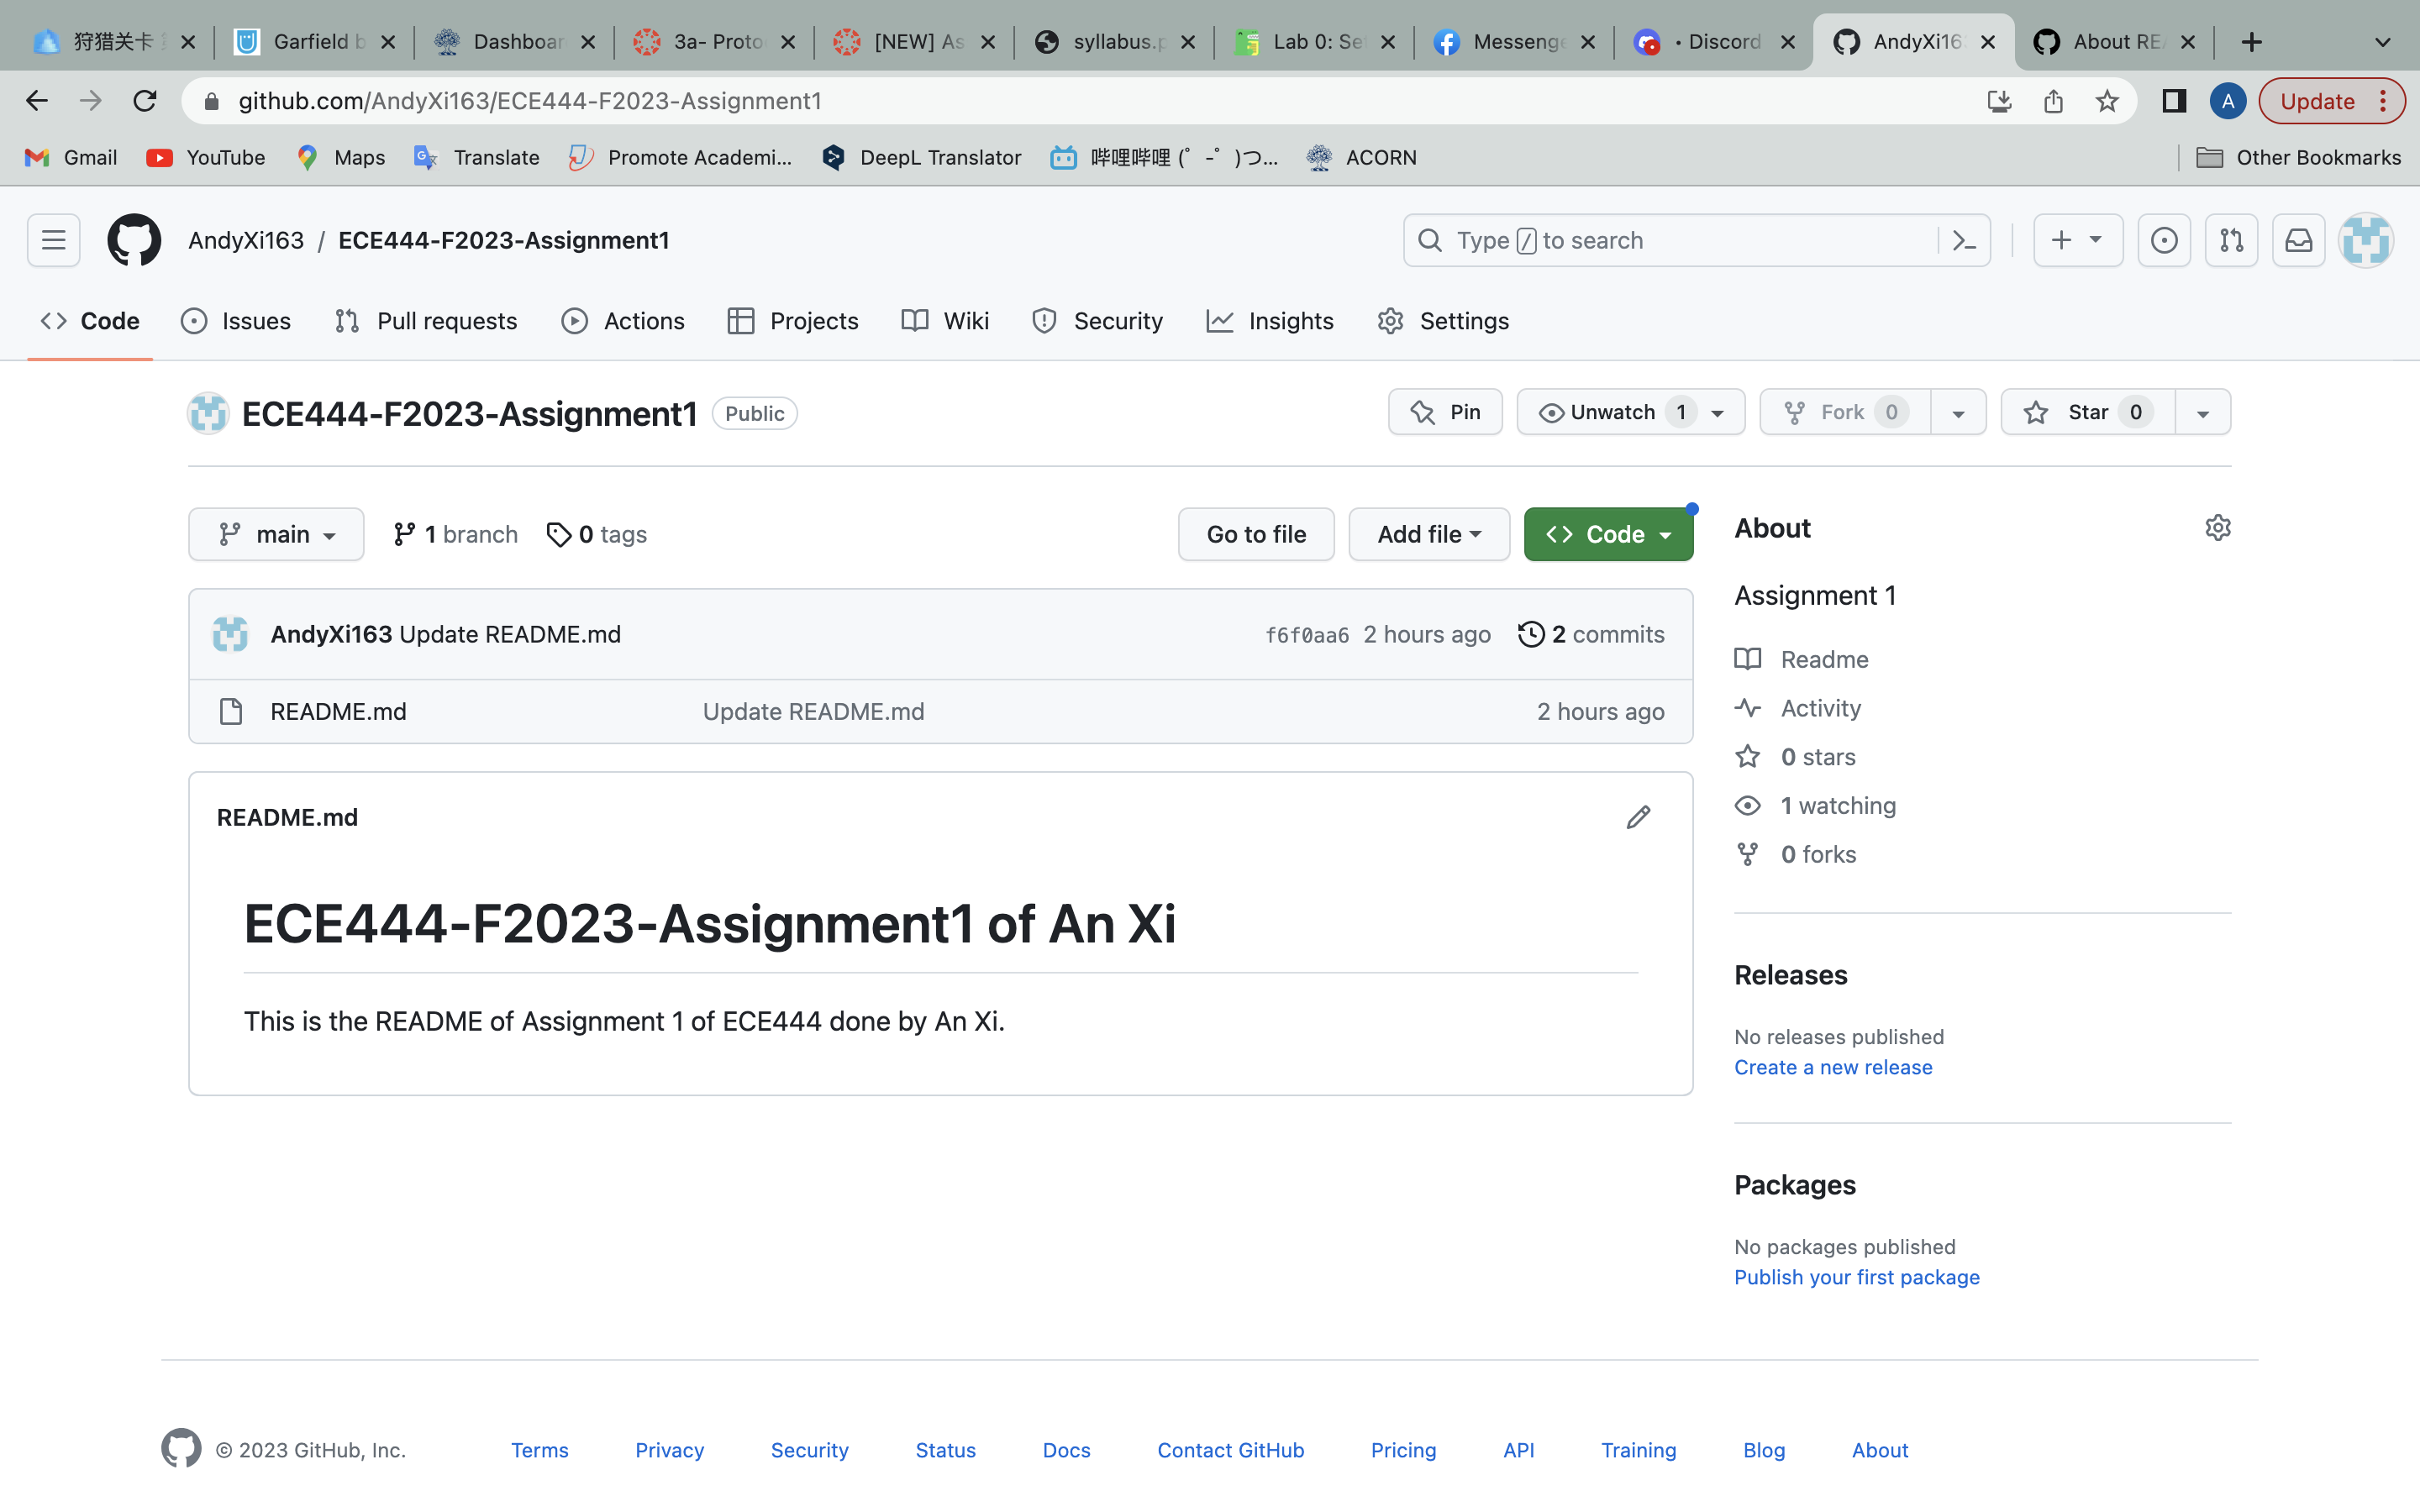 狩猎关卡 Garfield b Dashboar 3a- Proto [NEW] As syllabus.p Lab 0: Se Messenge • Discord AndyXi16 About RE
github.com/AndyXi163/ECE444-F2023-Assignment1 A Update
Gmail YouTube Maps Translate Promote Academi... DeepL Translator 哔哩哔哩 (゜-゜)つ... ACORN Other Bookmarks
AndyXi163 / ECE444-F2023-Assignment1 Type / to search
Code Issues Pull requests Actions Projects Wiki Security Insights Settings
ECE444-F2023-Assignment1 Public Pin Unwatch 1 Fork 0 Star 0
main 1 branch 0 tags Go to file Add file Code
About
Assignment 1
AndyXi163 Update README.md f6f0aa6 2 hours ago 2 commits
README.md Update README.md 2 hours ago
Readme
Activity
0 stars
1 watching
0 forks
README.md
ECE444-F2023-Assignment1 of An Xi
This is the README of Assignment 1 of ECE444 done by An Xi.
Releases
No releases published
Create a new release
Packages
No packages published
Publish your first package
© 2023 GitHub, Inc. Terms Privacy Security Status Docs Contact GitHub Pricing API Training Blog About